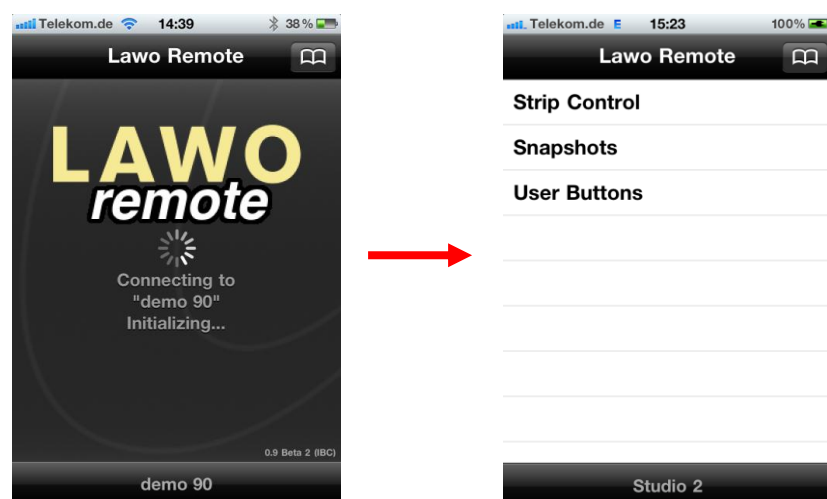 Telekom.de 14:39 38%
Lawo Remote
LAWO
remote
Connecting to
"demo 90"
Initializing...
0.9 Beta 2 (IBC)
demo 90
Telekom.de E 15:23 100%
Lawo Remote
Strip Control
Snapshots
User Buttons
Studio 2